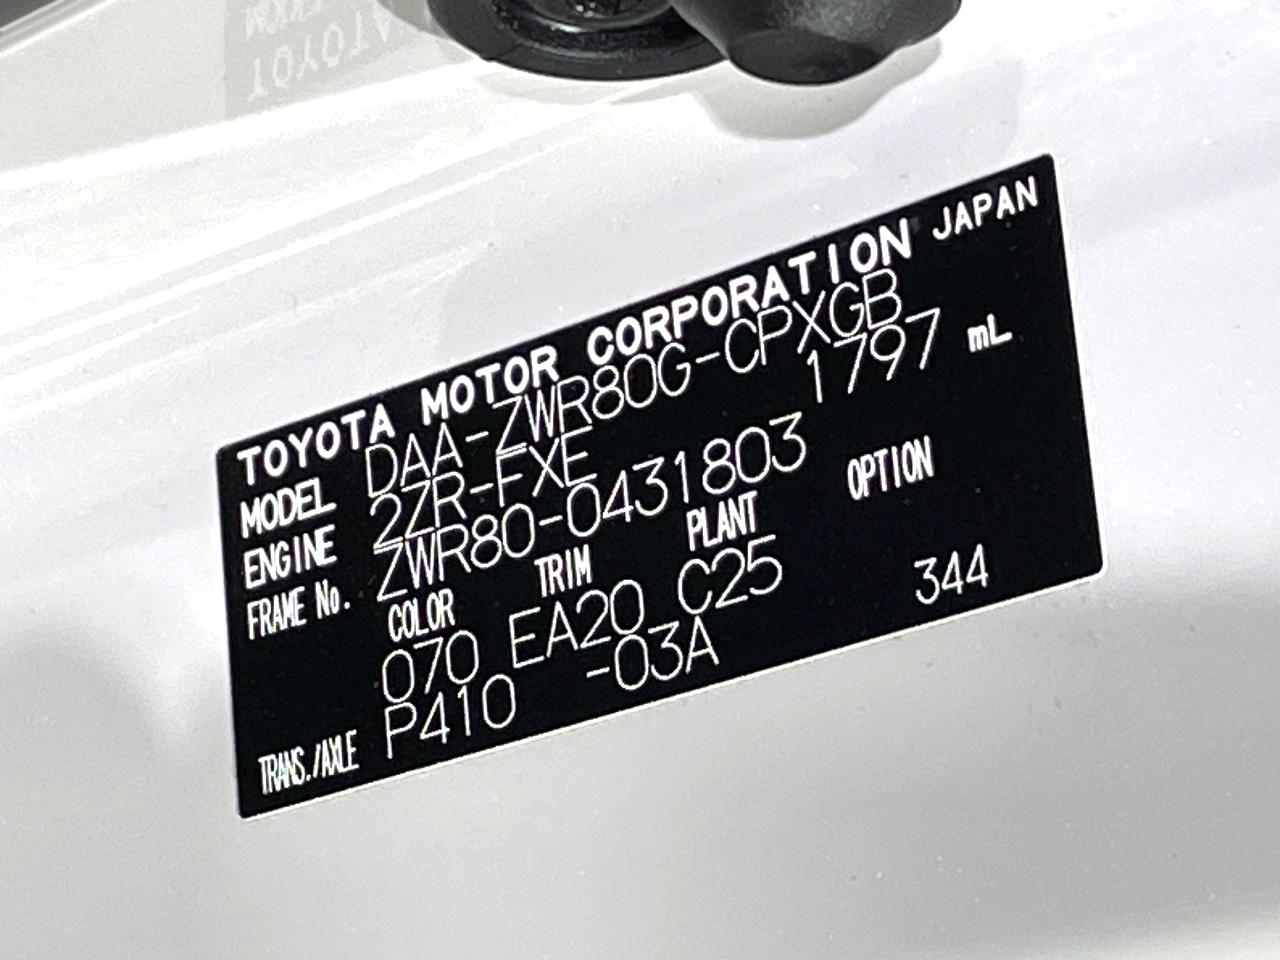 TOYOTA MOTOR CORPORATION JAPAN
MODEL DAA-ZWR80G-CPXGB
ENGINE 2ZR-FXE 1797 mL
FRAME No. ZWR80-0431803
COLOR TRIM PLANT OPTION
070 EA20 C25 344
TRANS./AXLE P410 -03A